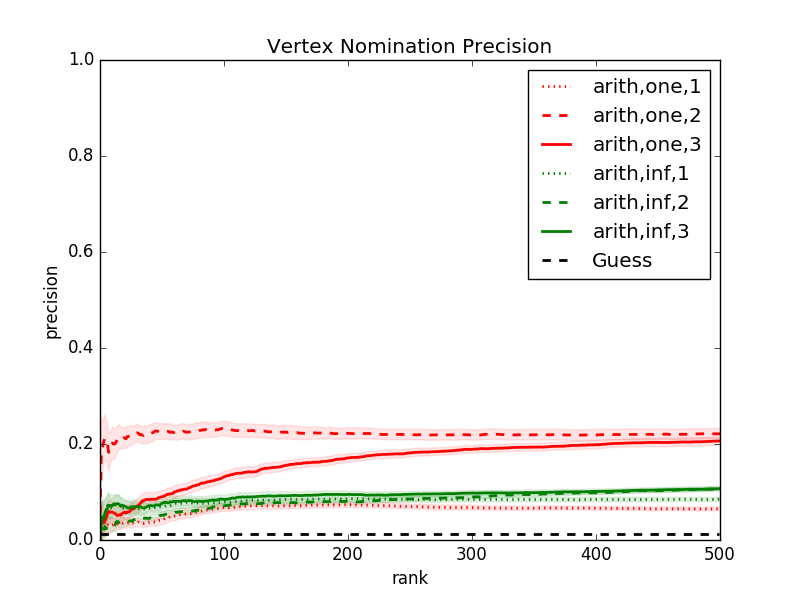 Vertex Nomination Precision
1.0
0.8
0.6
0.4
0.2
0.0
precision
0
100
200
300
400
500
rank
arith,one,1
arith,one,2
arith,one,3
arith,inf,1
arith,inf,2
arith,inf,3
Guess